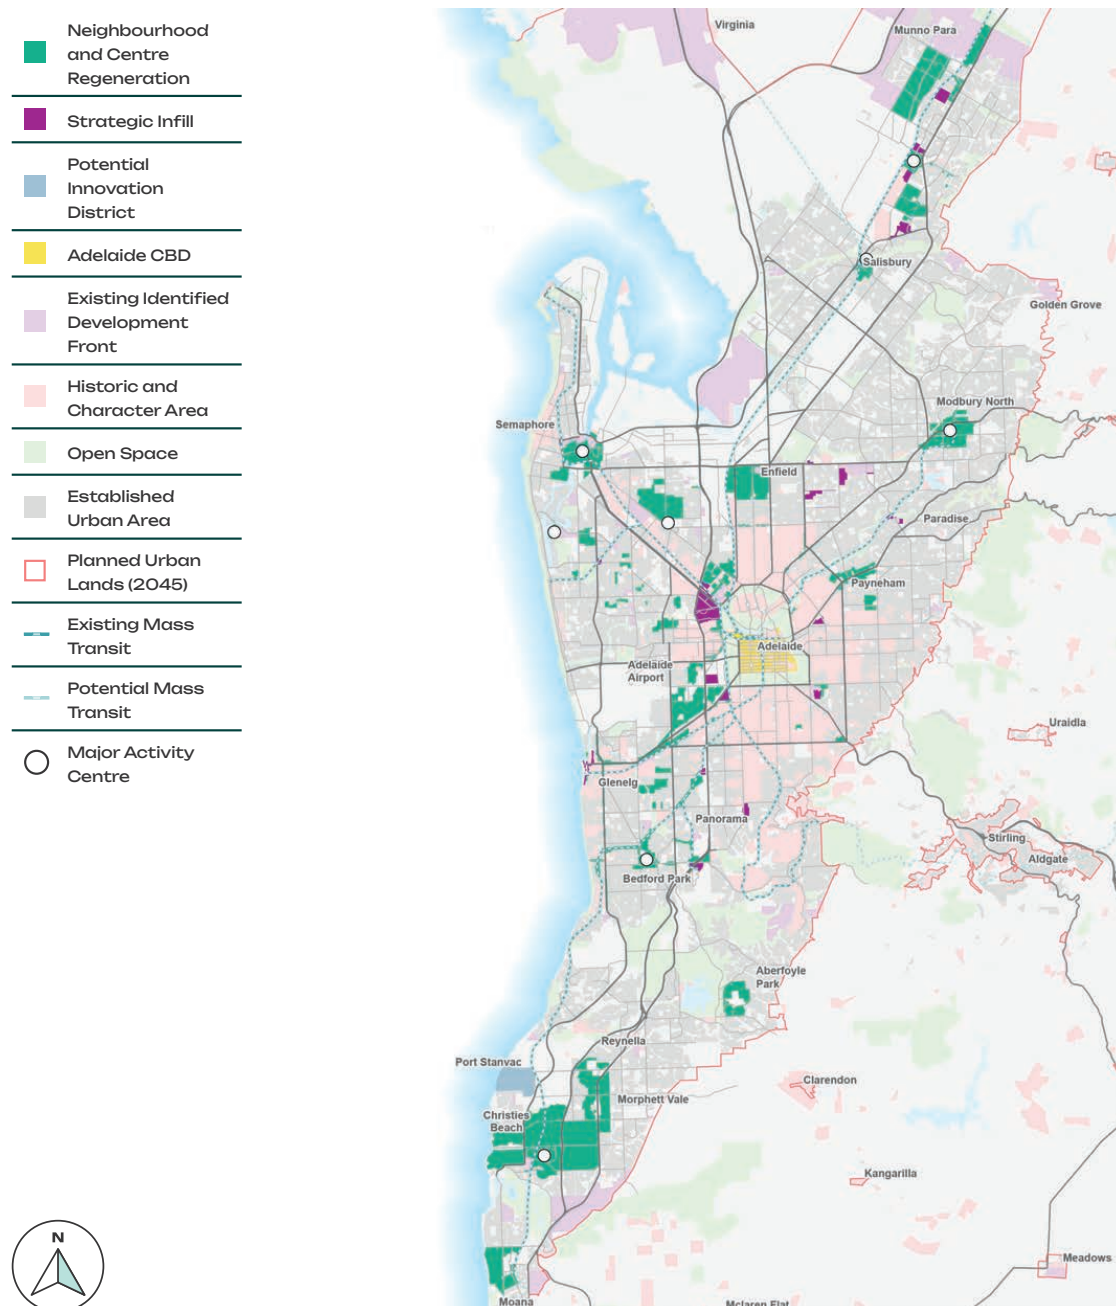 Neighbourhood
and Centre
Regeneration
Strategic Infill
Potential
Innovation
District
Adelaide CBD
Existing Identified
Development
Front
Historic and
Character Area
Open Space
Established
Urban Area
Planned Urban
Lands (2045)
Existing Mass
Transit
Potential Mass
Transit
Major Activity
Centre
N
Virginia
Munno Para
Salisbury
Golden Grove
Modbury North
Semaphore
Enfield
Paradise
Payneham
Adelaide
Adelaide
Airport
Uraidla
Glenelg
Panorama
Stirling
Aldgate
Bedford Park
Aberfoyle
Park
Reynella
Port Stanvac
Clarendon
Morphett Vale
Christies
Beach
Kangarilla
Meadows
Moana
McLaren Flat